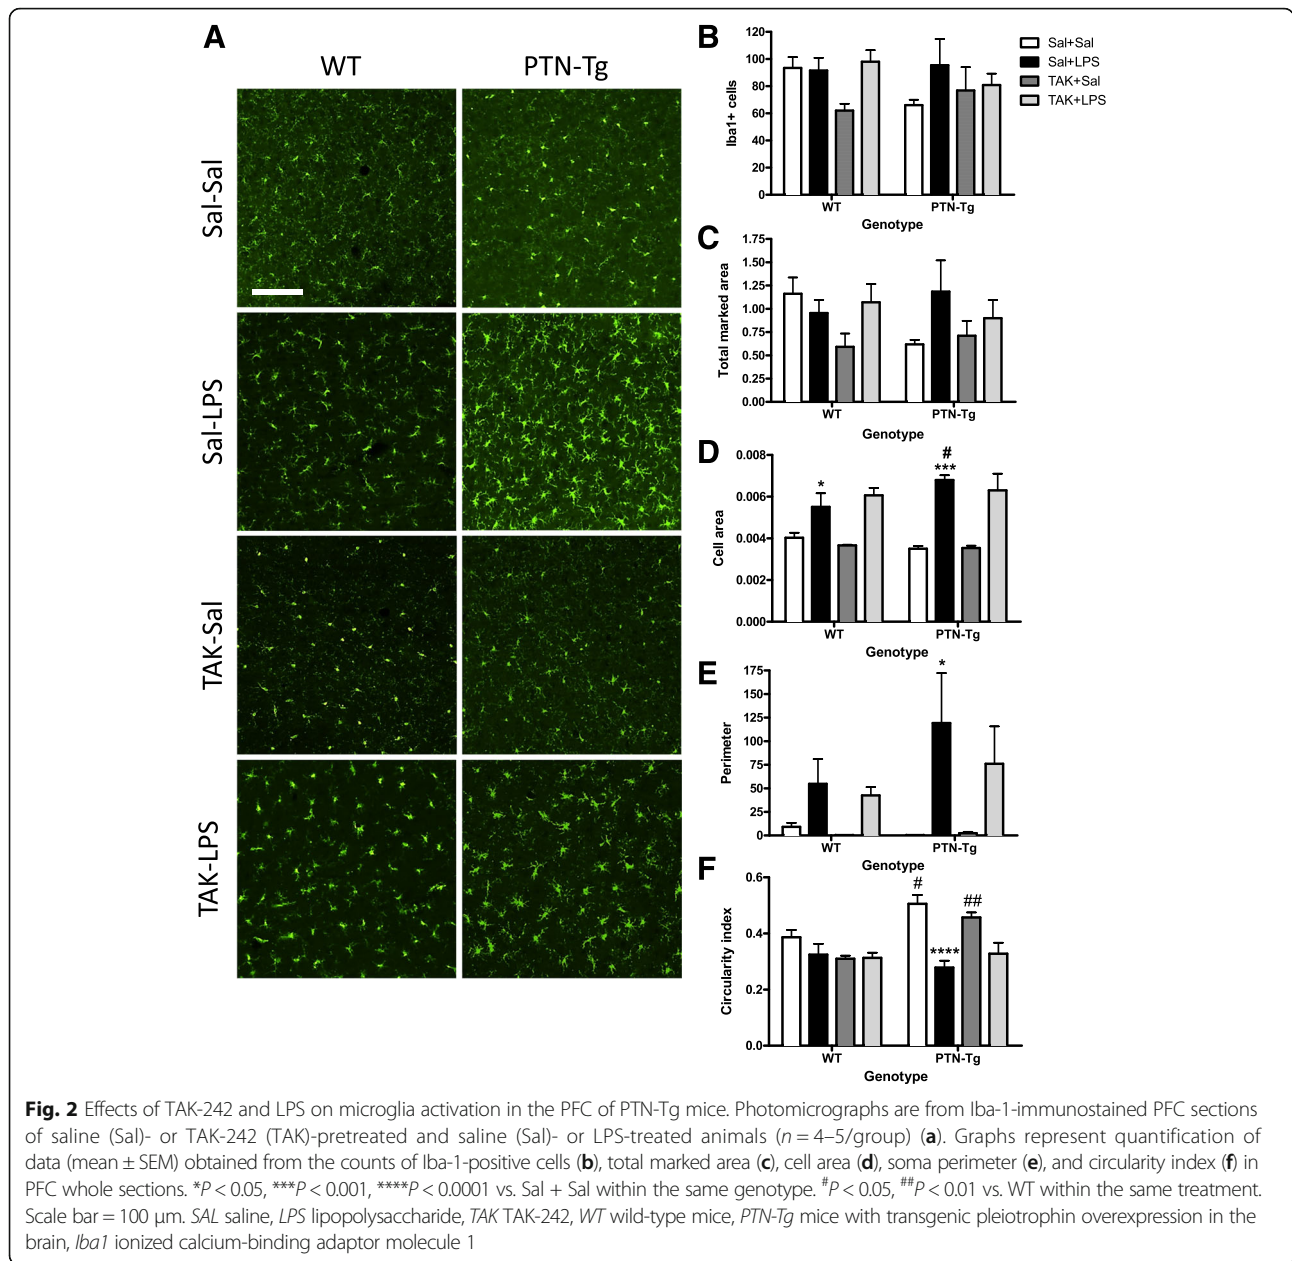 A
WT
PTN-Tg
Sal-Sal
Sal-LPS
TAK-Sal
TAK-LPS
B
Iba1+ cells
120
100
80
60
40
20
0
WT
PTN-Tg
Genotype
Sal+Sal
Sal+LPS
TAK+Sal
TAK+LPS
C
Total marked area
1.75
1.50
1.25
1.00
0.75
0.50
0.25
0.00
WT
PTN-Tg
Genotype
D
Cell area
0.008
0.006
0.004
0.002
0.000
*
#
***
WT
PTN-Tg
Genotype
E
Perimeter
175
150
125
100
75
50
25
0
*
WT
PTN-Tg
Genotype
F
Circularity index
0.6
0.4
0.2
0.0
#
****
##
WT
PTN-Tg
Genotype
Fig. 2 Effects of TAK-242 and LPS on microglia activation in the PFC of PTN-Tg mice. Photomicrographs are from Iba-1-immunostained PFC sections
of saline (Sal)- or TAK-242 (TAK)-pretreated and saline (Sal)- or LPS-treated animals (n = 4–5/group) (a). Graphs represent quantification of
data (mean ± SEM) obtained from the counts of Iba-1-positive cells (b), total marked area (c), cell area (d), soma perimeter (e), and circularity index (f) in
PFC whole sections. *P < 0.05, ***P < 0.001, ****P < 0.0001 vs. Sal + Sal within the same genotype. #P < 0.05, ##P < 0.01 vs. WT within the same treatment.
Scale bar = 100 μm. SAL saline, LPS lipopolysaccharide, TAK TAK-242, WT wild-type mice, PTN-Tg mice with transgenic pleiotrophin overexpression in the
brain, Iba1 ionized calcium-binding adaptor molecule 1